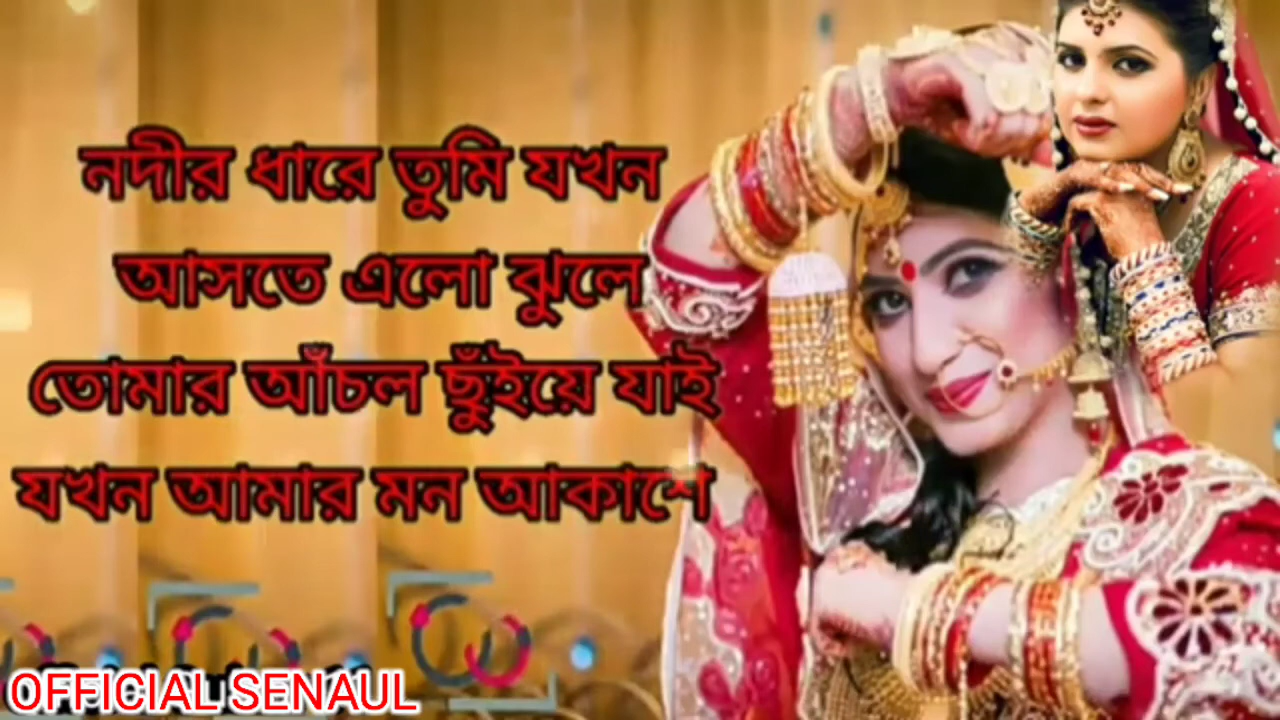 নদীর ধারে তুমি যখন
আসতে এলো ঝুলে
তোমার আঁচল ছুঁইয়ে যাই
যখন আমার মন আকাশে
OFFICIAL SENAUL